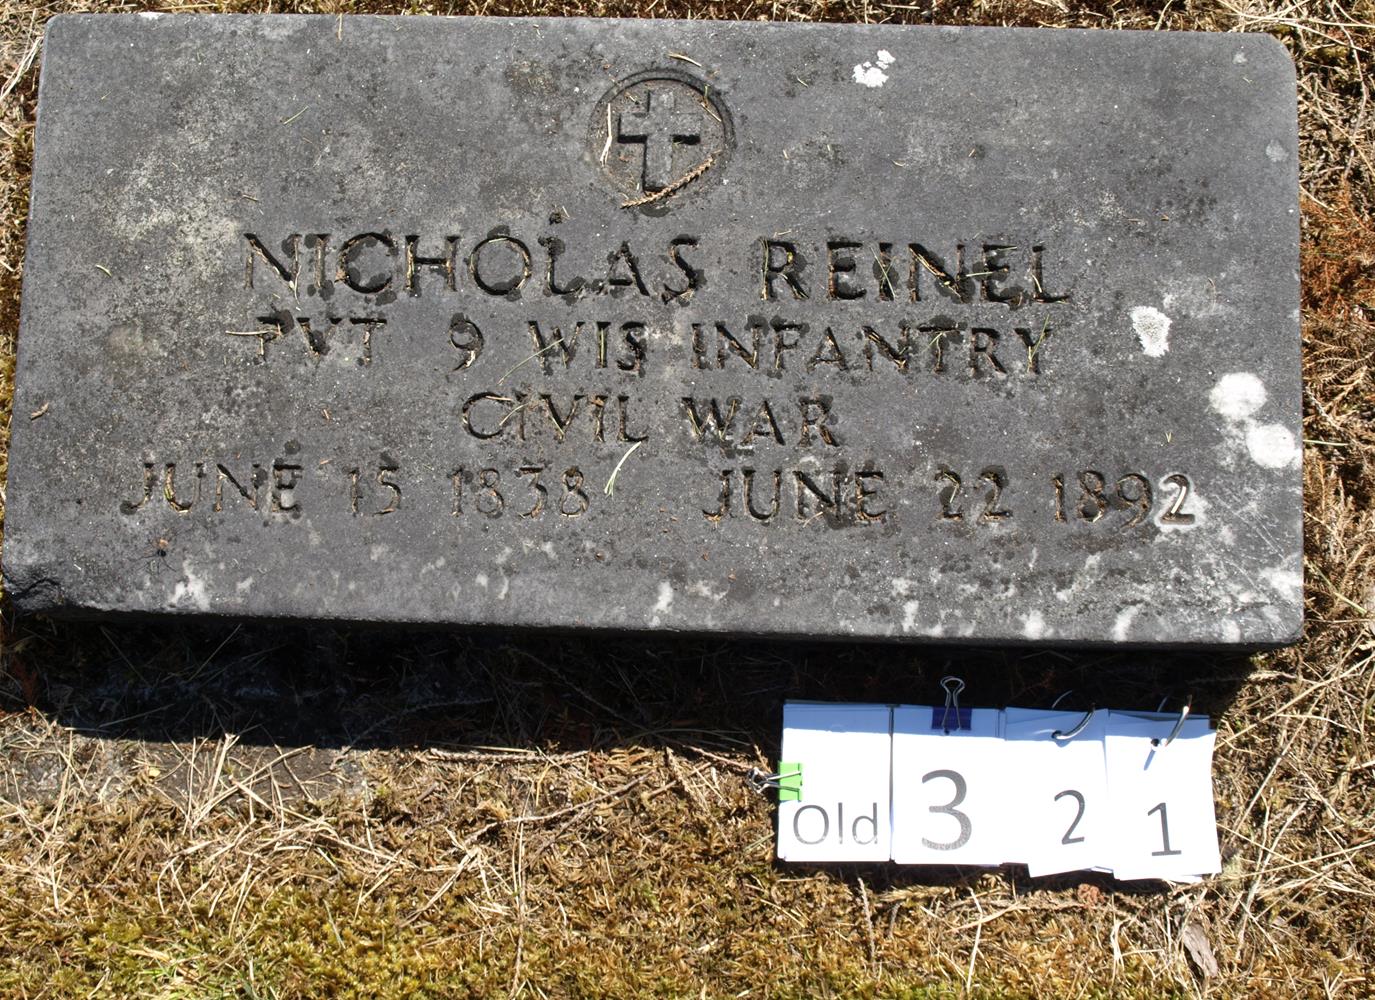 NICHOLAS REINEL
PVT 9 WIS INFANTRY
CIVIL WAR
JUNE 15 1838 JUNE 22 1892
Old 3 2 1